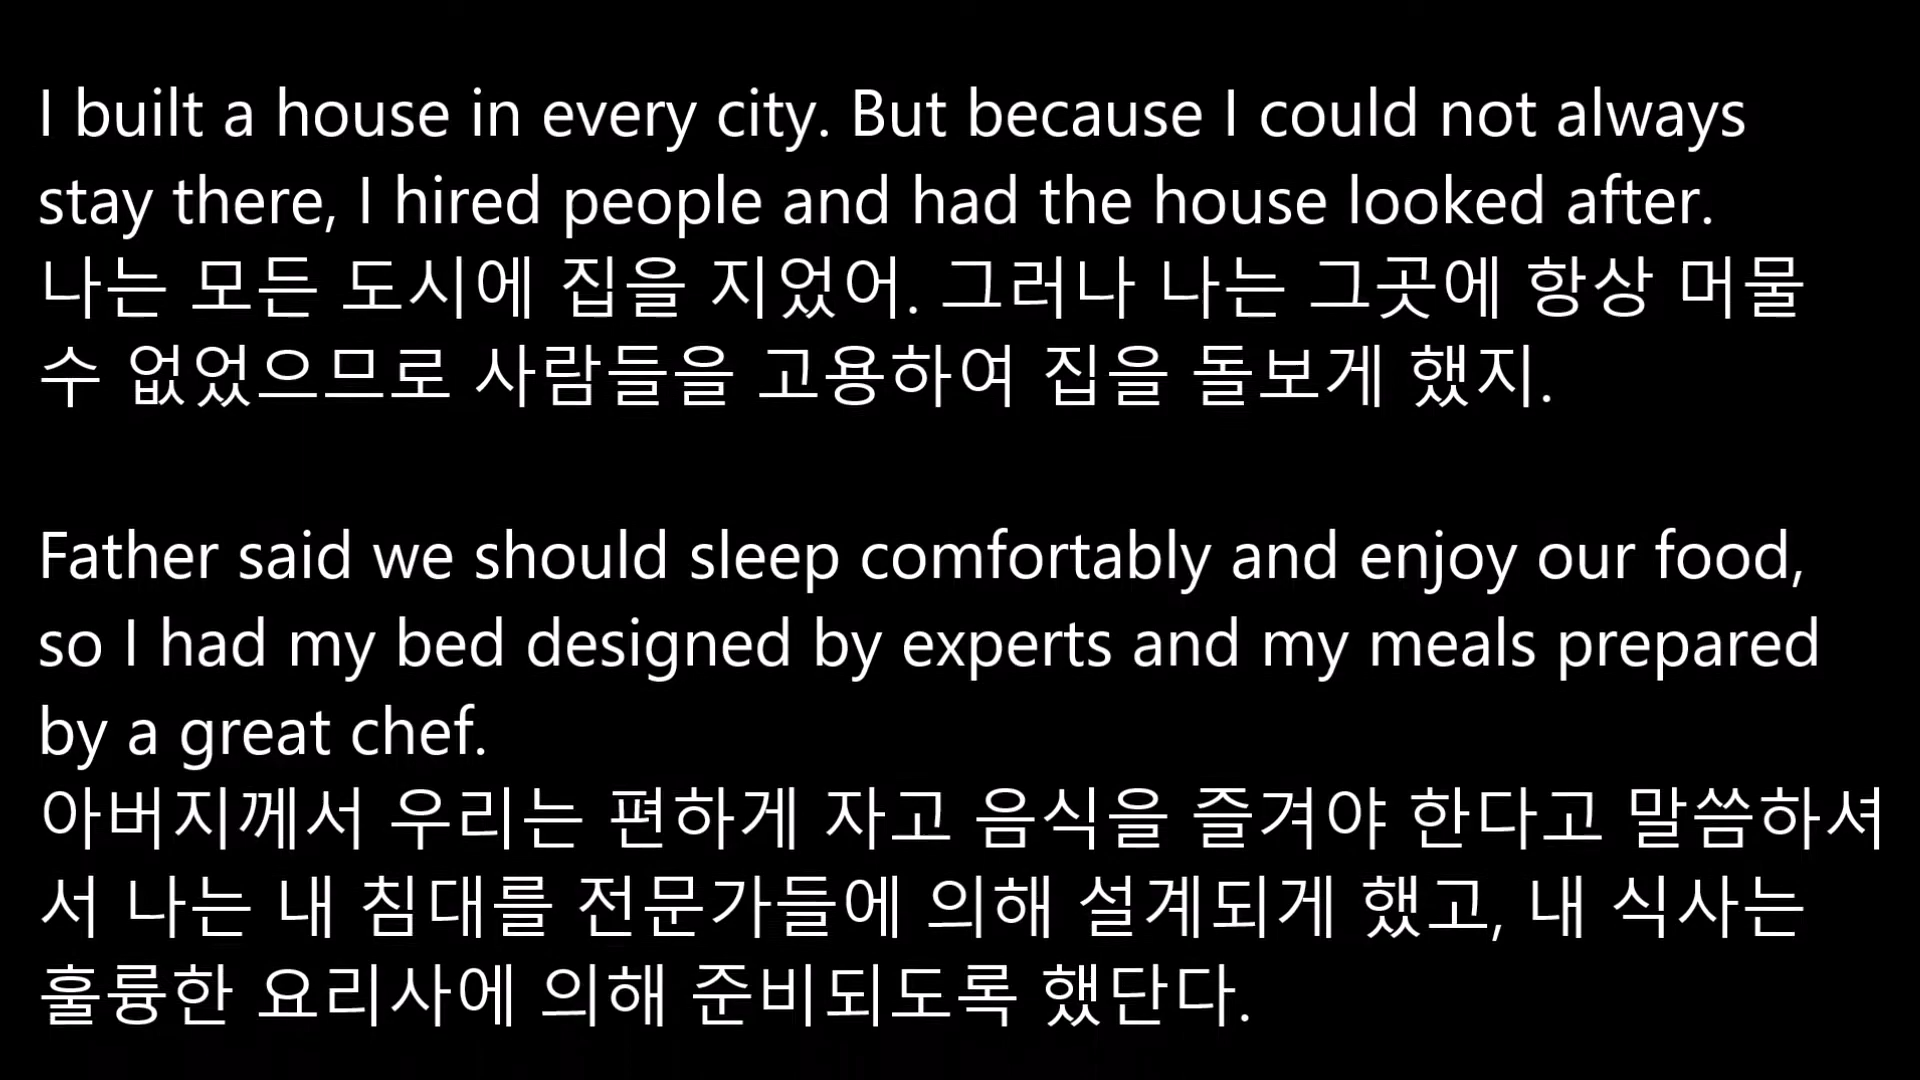 I built a house in every city. But because I could not always
stay there, I hired people and had the house looked after.
나는 모든 도시에 집을 지었어. 그러나 나는 그곳에 항상 머물
수 없었으므로 사람들을 고용하여 집을 돌보게 했지.
Father said we should sleep comfortably and enjoy our food,
so I had my bed designed by experts and my meals prepared
by a great chef.
아버지께서 우리는 편하게 자고 음식을 즐겨야 한다고 말씀하셔
서 나는 내 침대를 전문가들에 의해 설계되게 했고, 내 식사는
훌륭한 요리사에 의해 준비되도록 했단다.